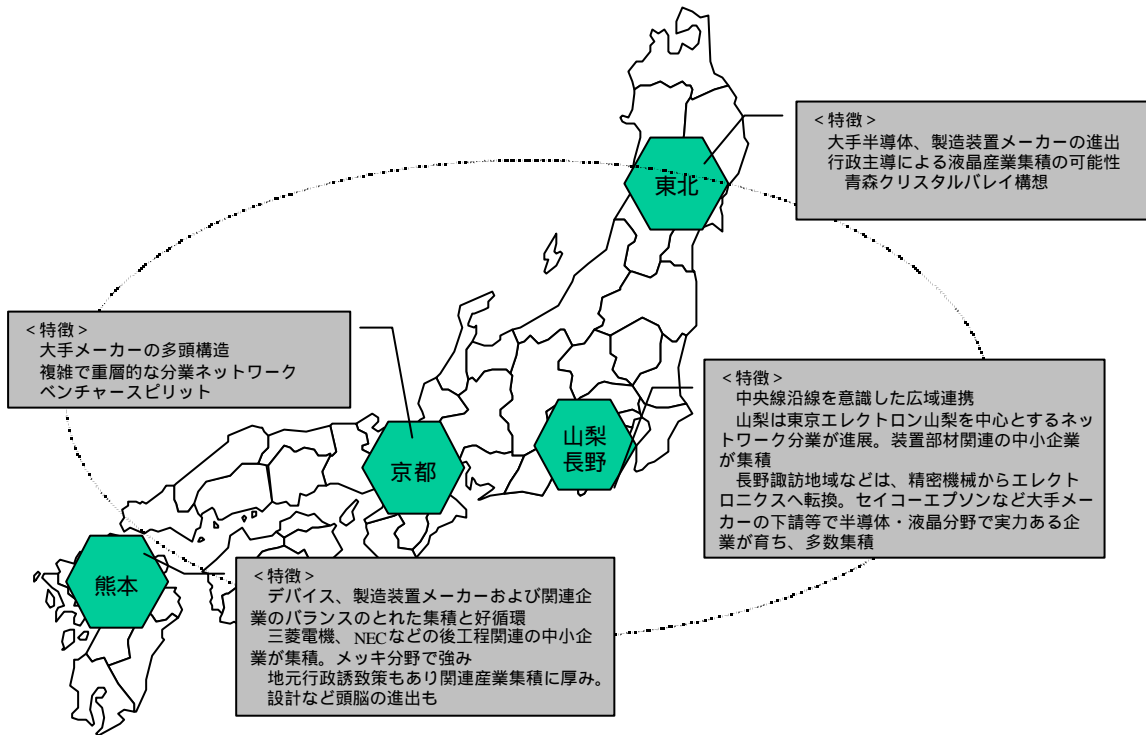 東北
<特徴>
大手半導体、製造装置メーカーの進出
行政主導による液晶産業集積の可能性
青森クリスタルバレイ構想
<特徴>
大手メーカーの多頭構造
複雑で重層的な分業ネットワーク
ベンチャースピリット
京都
山梨
長野
<特徴>
中央線沿線を意識した広域連携
山梨は東京エレクトロン山梨を中心とするネッ
トワーク分業が進展。装置部材関連の中小企業
が集積
長野諏訪地域などは、精密機械からエレクト
ロニクスへ転換。セイコーエプソンなど大手メー
カーの下請等で半導体・液晶分野で実力ある企
業が育ち、多数集積
熊本
<特徴>
デバイス、製造装置メーカーおよび関連企
業のバランスのとれた集積と好循環
三菱電機、NECなどの後工程関連の中小企
業が集積。メッキ分野で強み
地元行政誘致策もあり関連産業集積に厚み。
設計など頭脳の進出も